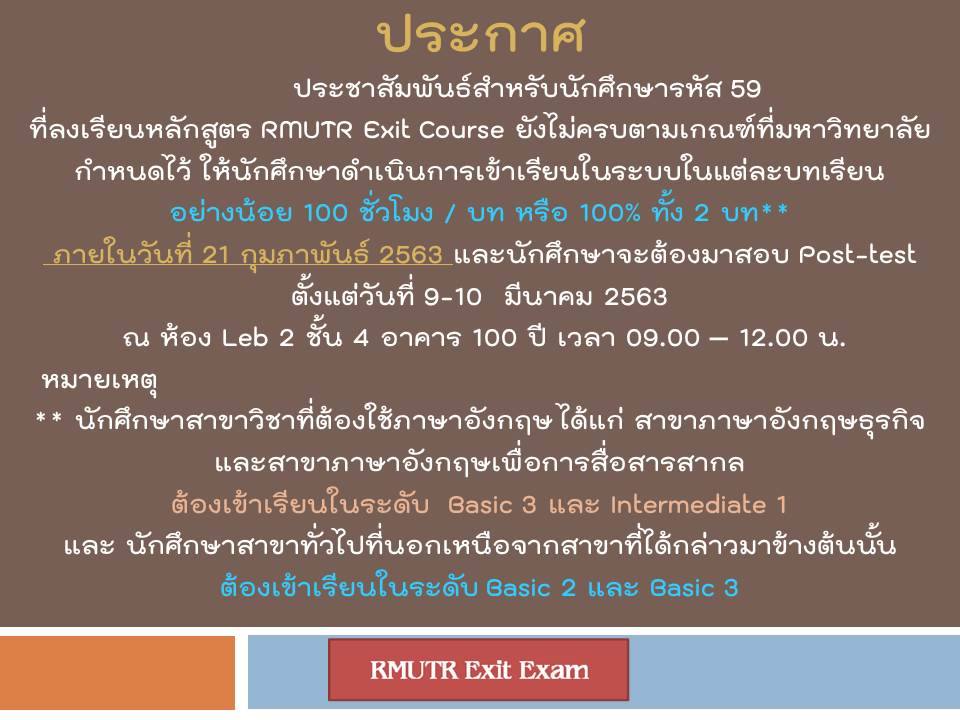 ประกาศ
ประชาสัมพันธ์สำหรับนักศึกษารหัส 59
ที่ลงเรียนหลักสูตร RMUTR Exit Course ยังไม่ครบตามเกณฑ์ที่มหาวิทยาลัย
กำหนดไว้ ให้นักศึกษาดำเนินการเข้าเรียนในระบบในแต่ละบทเรียน
อย่างน้อย 100 ชั่วโมง / บท หรือ 100% ทั้ง 2 บท**
ภายในวันที่ 21 กุมภาพันธ์ 2563 และนักศึกษาจะต้องมาสอบ Post-test
ตั้งแต่วันที่ 9-10 มีนาคม 2563
ณ ห้อง Leb 2 ชั้น 4 อาคาร 100 ปี เวลา 09.00 – 12.00 น.
หมายเหตุ
** นักศึกษาสาขาวิชาที่ต้องใช้ภาษาอังกฤษ ได้แก่ สาขาภาษาอังกฤษธุรกิจ
และสาขาภาษาอังกฤษเพื่อการสื่อสารสากล
ต้องเข้าเรียนในระดับ Basic 3 และ Intermediate 1
และ นักศึกษาสาขาทั่วไปที่นอกเหนือจากสาขาที่ได้กล่าวมาข้างต้นนั้น
ต้องเข้าเรียนในระดับ Basic 2 และ Basic 3
RMUTR Exit Exam